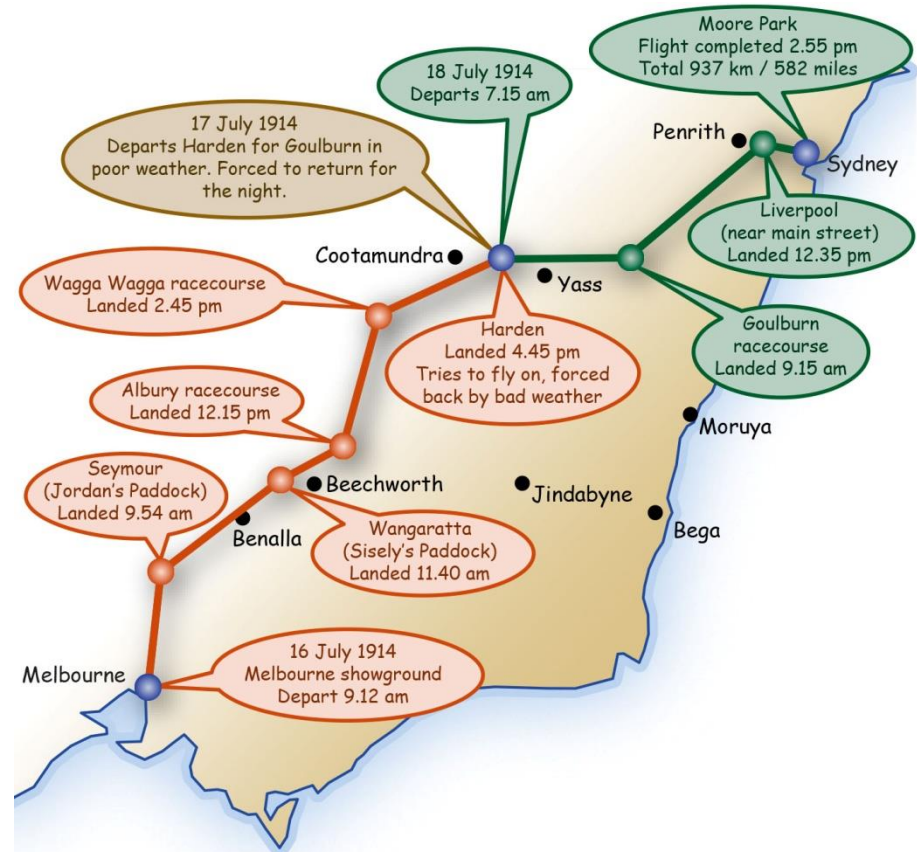 Moore Park
Flight completed 2.55 pm
Total 937 km / 582 miles
18 July 1914
Departs 7.15 am
17 July 1914
Departs Harden for Goulburn in
poor weather. Forced to return for
the night.
Penrith
Sydney
Liverpool
(near main street)
Landed 12.35 pm
Cootamundra
Yass
Wagga Wagga racecourse
Landed 2.45 pm
Harden
Landed 4.45 pm
Tries to fly on, forced
back by bad weather
Goulburn
racecourse
Landed 9.15 am
Albury racecourse
Landed 12.15 pm
Moruya
Seymour
(Jordan's Paddock)
Landed 9.54 am
Beechworth
Jindabyne
Benalla
Wangaratta
(Sisely's Paddock)
Landed 11.40 am
Bega
Melbourne
16 July 1914
Melbourne showground
Depart 9.12 am